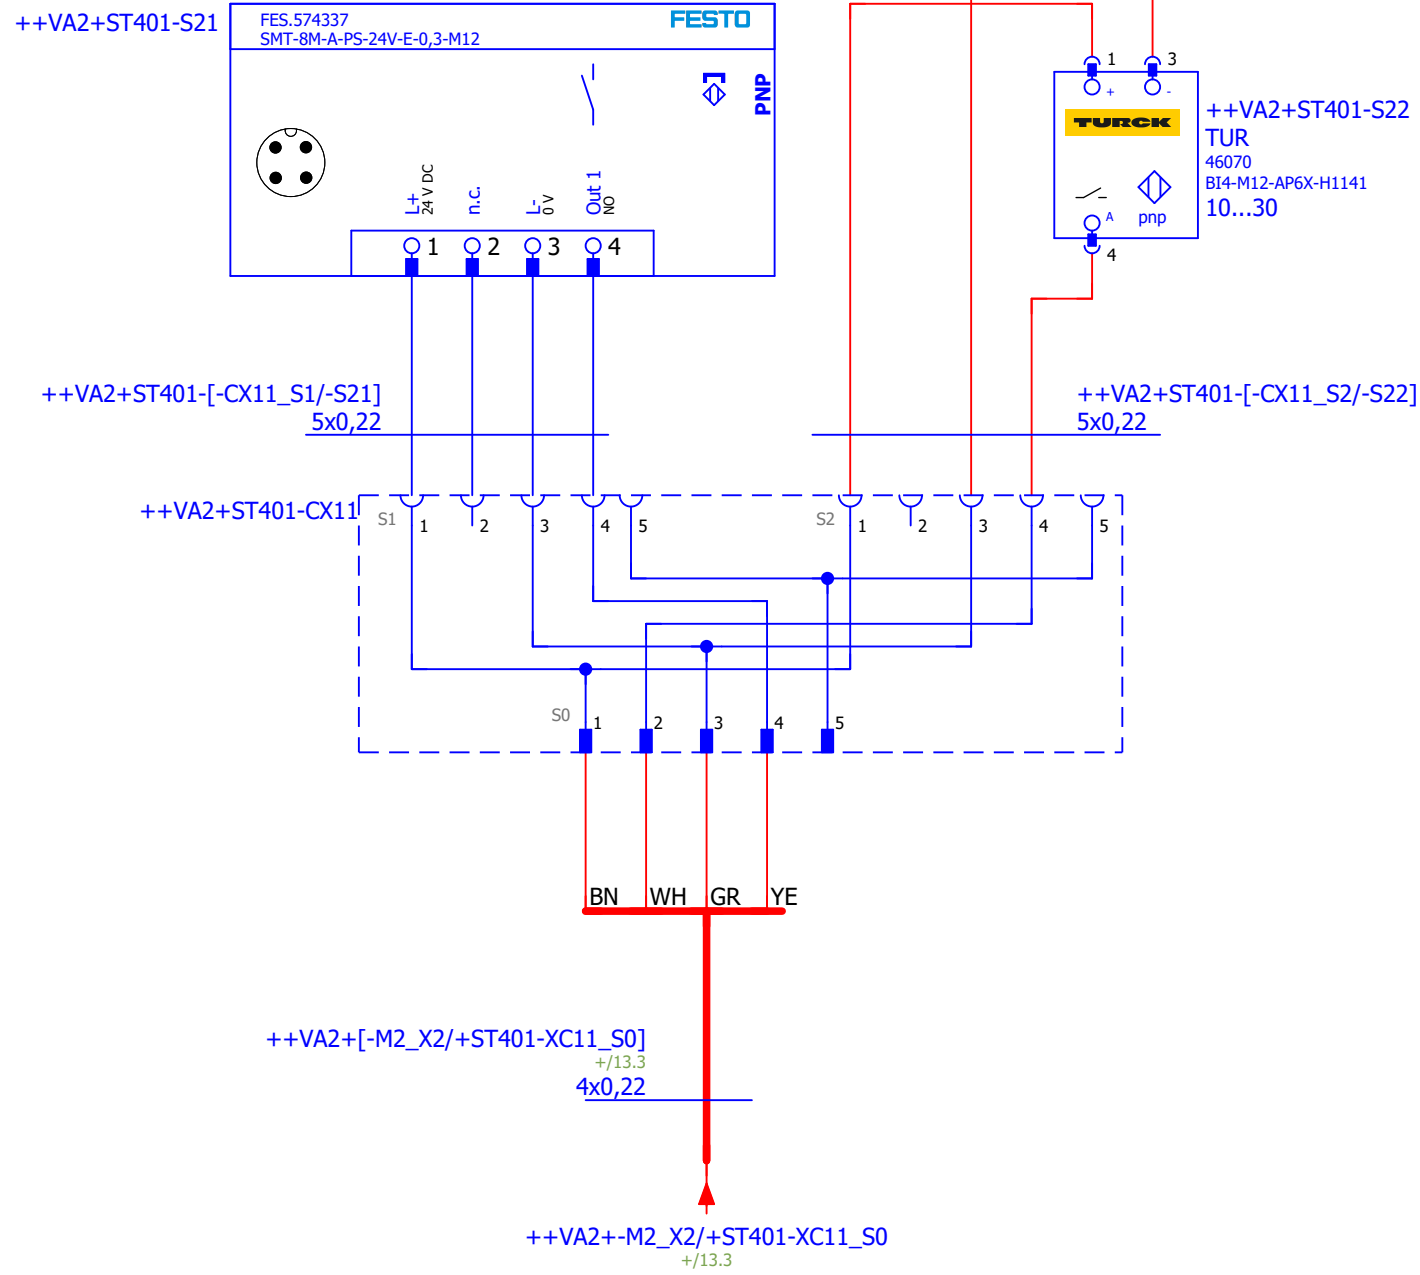 ++VA2+ST401-S21
FES.574337
SMT-8M-A-PS-24V-E-0,3-M12
FESTO
PNP
L+
24 V DC
n.c.
L-
0 V
Out 1
NO
1
2
3
4
1
3
+
-
TURCK
A
pnp
4
++VA2+ST401-S22
TUR
46070
BI4-M12-AP6X-H1141
10...30
++VA2+ST401-[-CX11_S1/-S21]
5x0,22
++VA2+ST401-[-CX11_S2/-S22]
5x0,22
++VA2+ST401-CX11
S1
1
2
3
4
5
S2
1
2
3
4
5
S0
1
2
3
4
5
BN
WH
GR
YE
++VA2+[-M2_X2/+ST401-XC11_S0]
+/13.3
4x0,22
++VA2+-M2_X2/+ST401-XC11_S0
+/13.3